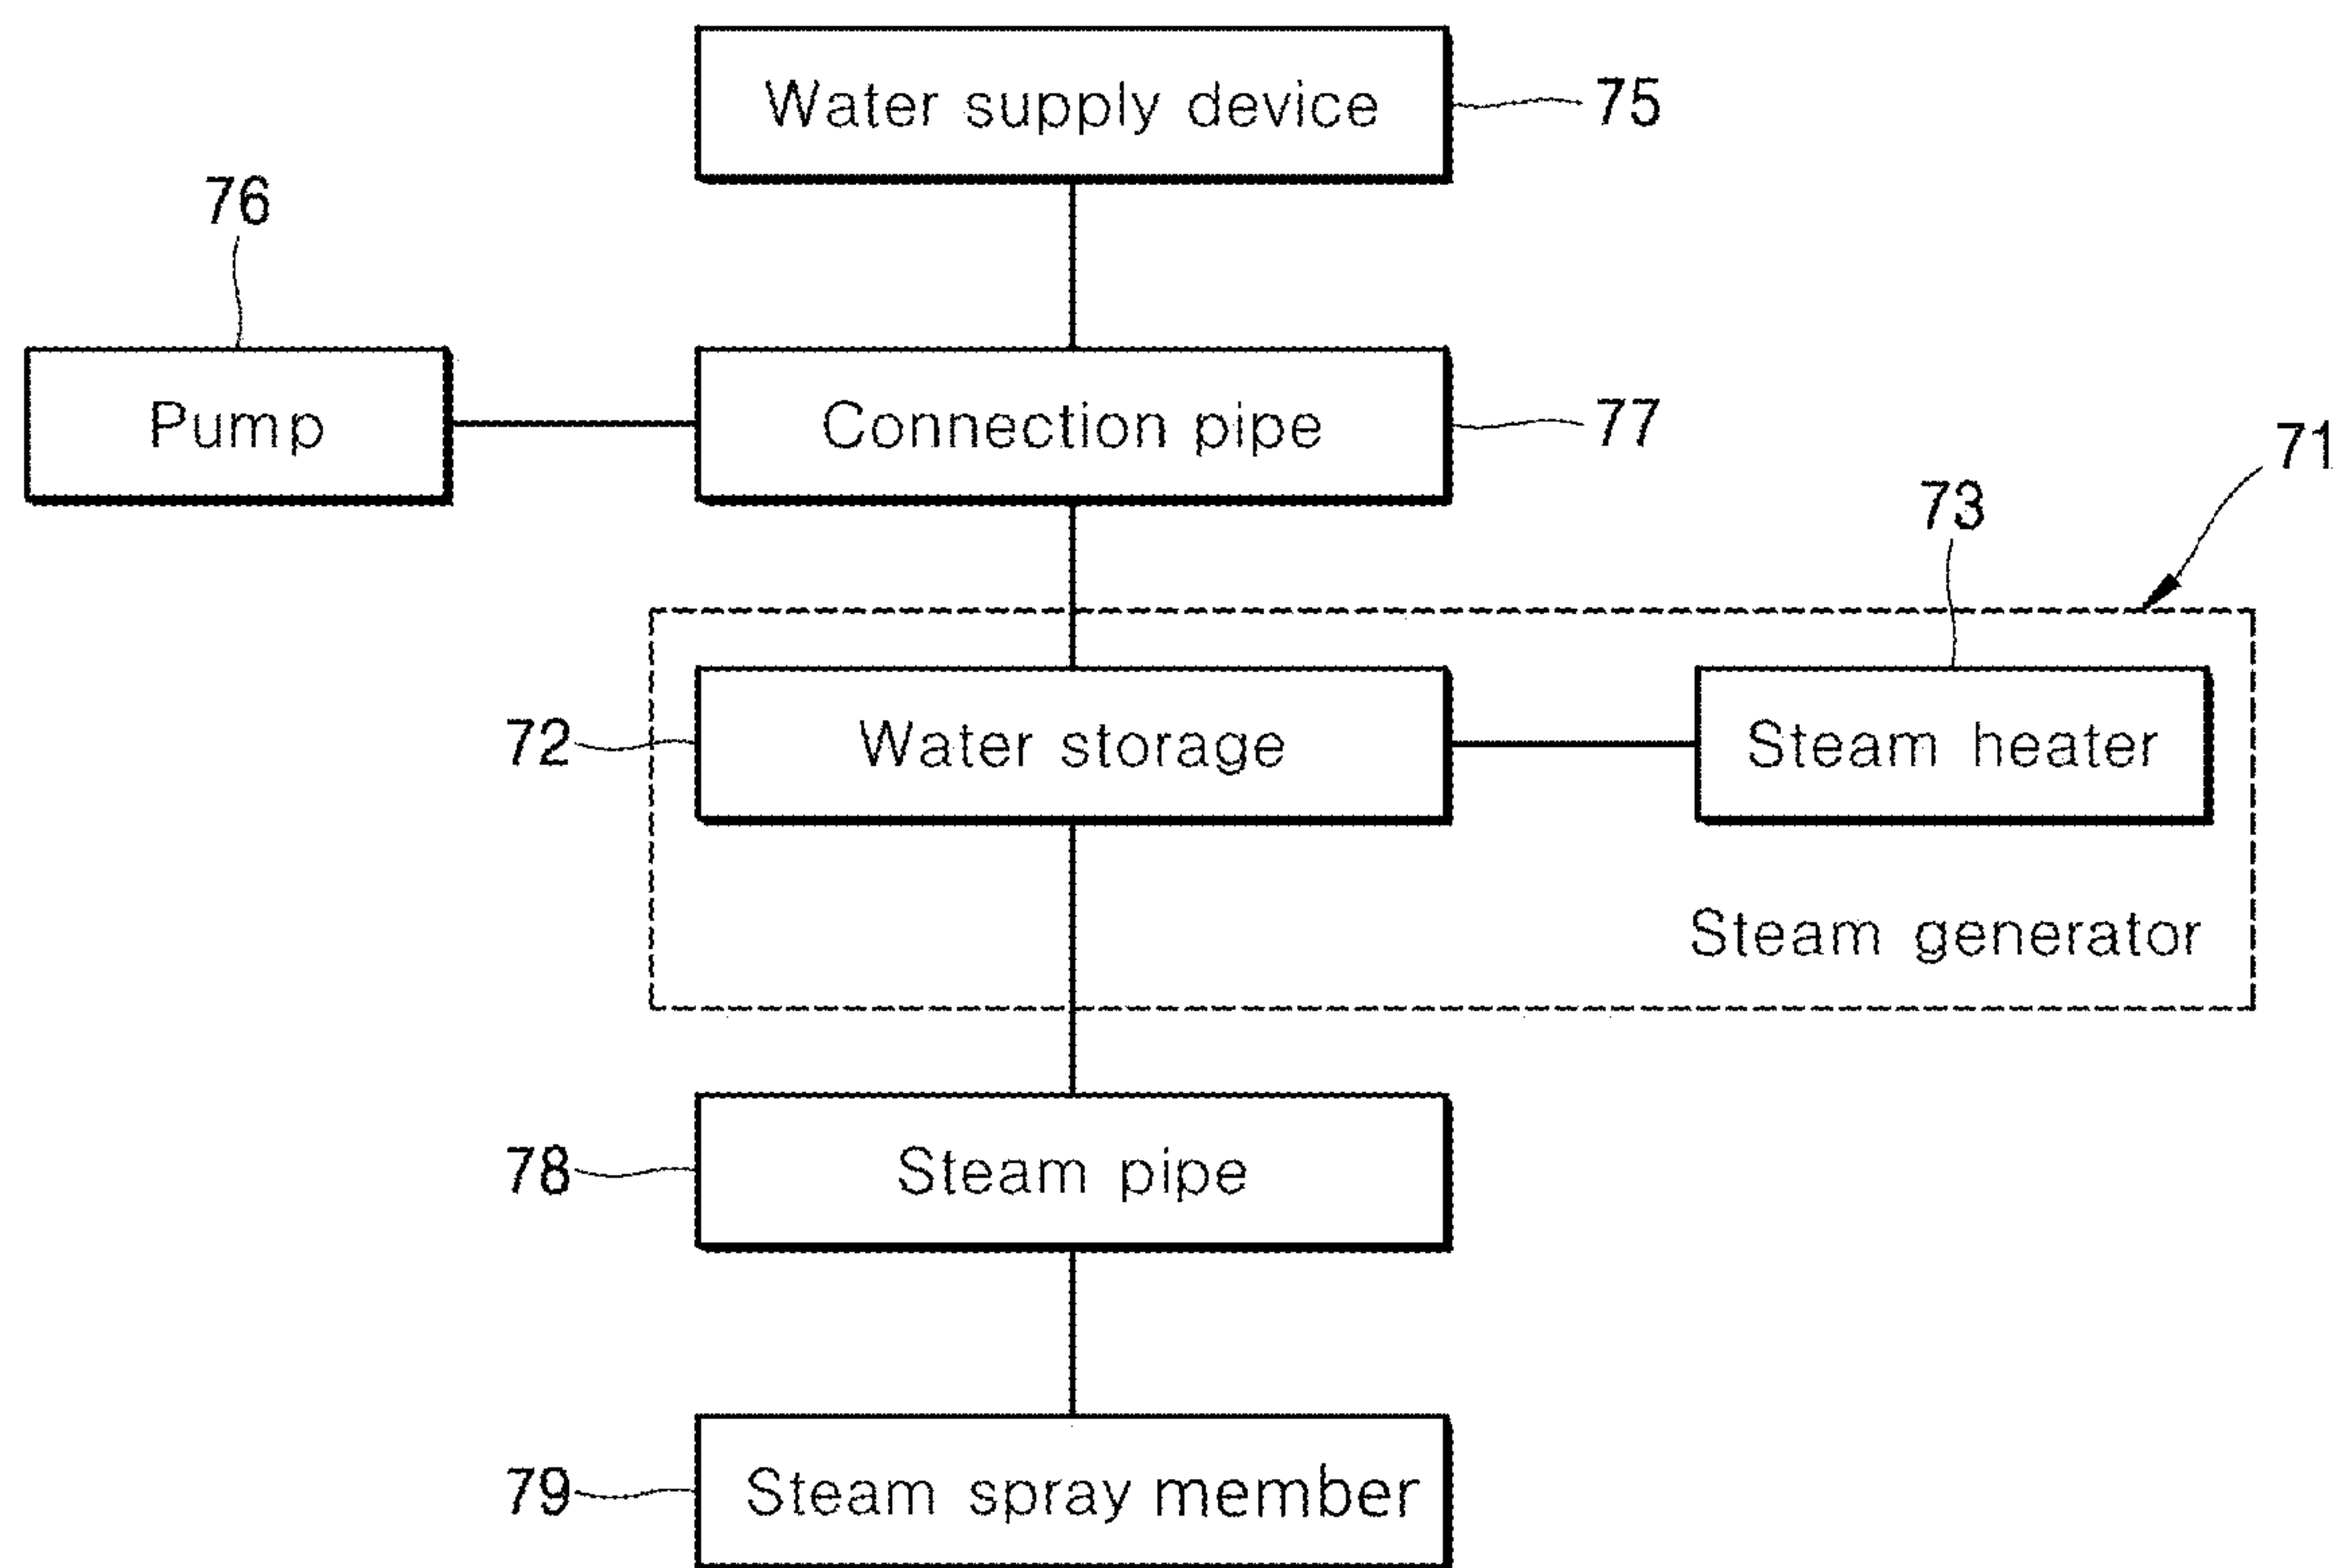 Water supply device
75
76
Pump
Connection pipe
77
71
73
72
Water storage
Steam heater
Steam generator
78
Steam pipe
79
Steam spray member